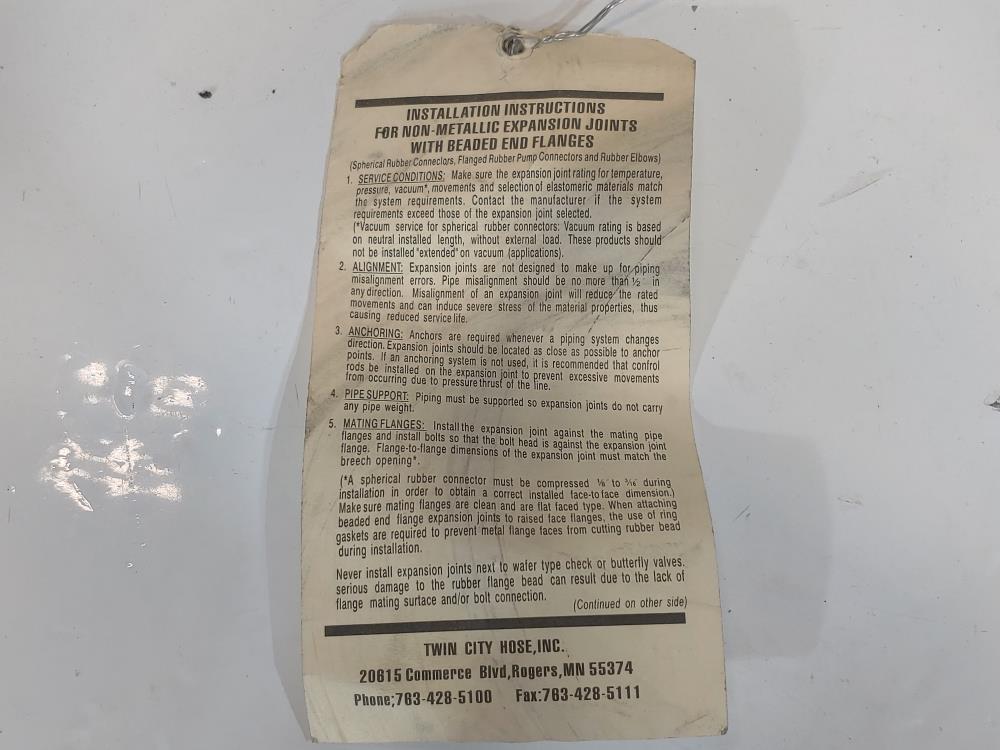 INSTALLATION INSTRUCTIONS
FOR NON-METALLIC EXPANSION JOINTS
WITH BEADED END FLANGES
(Spherical Rubber Connectors, Flanged Rubber Pump Connectors and Rubber Elbows)
1. SERVICE CONDITIONS: Make sure the expansion joint rating for temperature,
pressure, vacuum*, movements and selection of elastomeric materials match
the system requirements. Contact the manufacturer if the system
requirements exceed those of the expansion joint selected.
(*Vacuum service for spherical rubber connectors: Vacuum rating is based
on neutral installed length, without external load. These products should
not be installed "extended" on vacuum (applications).
2. ALIGNMENT: Expansion joints are not designed to make up for piping
misalignment errors. Pipe misalignment should be no more than ½" in
any direction. Misalignment of an expansion joint will reduce the rated
movements and can induce severe stress of the material properties, thus
causing reduced service life.
3. ANCHORING: Anchors are required whenever a piping system changes
direction. Expansion joints should be located as close as possible to anchor
points. If an anchoring system is not used, it is recommended that control
rods be installed on the expansion joint to prevent excessive movements
from occurring due to pressure thrust of the line.
4. PIPE SUPPORT: Piping must be supported so expansion joints do not carry
any pipe weight.
5. MATING FLANGES: Install the expansion joint against the mating pipe
flanges and install bolts so that the bolt head is against the expansion joint
flange. Flange-to-flange dimensions of the expansion joint must match the
breech opening*.
(*A spherical rubber connector must be compressed ⅛" to 3/16" during
installation in order to obtain a correct installed face-to face dimension.)
Make sure mating flanges are clean and are flat faced type. When attaching
beaded end flange expansion joints to raised face flanges, the use of ring
gaskets are required to prevent metal flange faces from cutting rubber bead
during installation.
Never install expansion joints next to wafer type check or butterfly valves.
serious damage to the rubber flange bead can result due to the lack of
flange mating surtace and/or bolt connection.
(Continued on other side)
TWIN CITY HOSE,INC.
20615 Commerce Blvd,Rogers,MN 55374
Phone;763-428-5100 Fax:763-428-5111